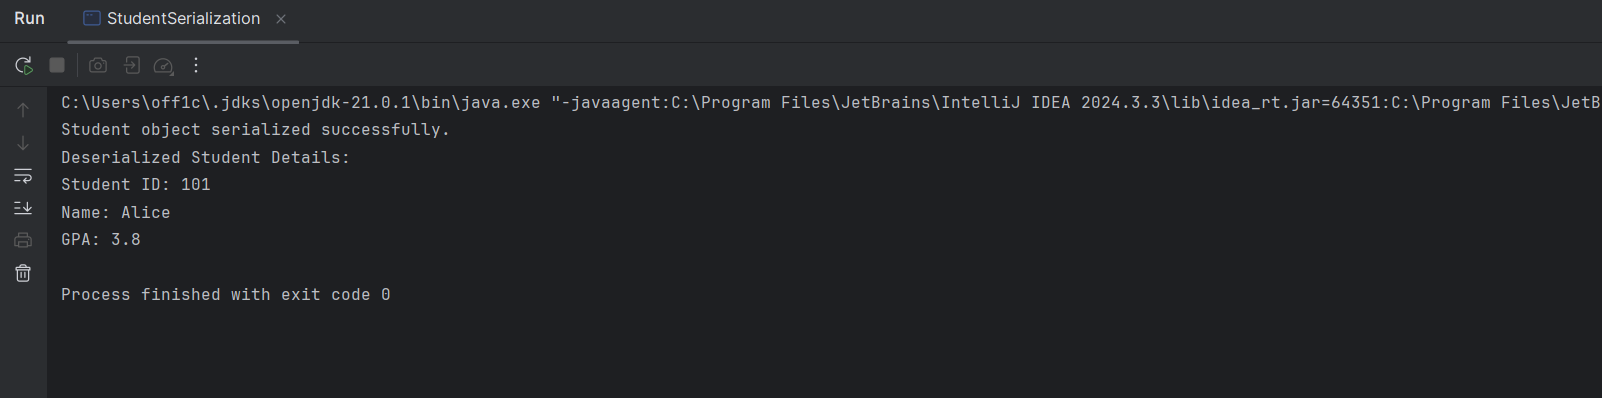 Run StudentSerialization
C:\Users\off1c\.jdks\openjdk-21.0.1\bin\java.exe "-javaagent:C:\Program Files\JetBrains\IntelliJ IDEA 2024.3.3\lib\idea_rt.jar=64351:C:\Program Files\JetB
Student object serialized successfully.
Deserialized Student Details:
Student ID: 101
Name: Alice
GPA: 3.8
Process finished with exit code 0